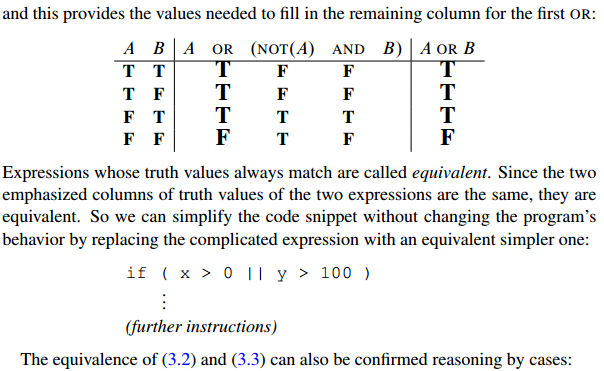 and this provides the values needed to fill in the remaining column for the first OR:
A B A OR (NOT(A) AND B) A OR B
T T T F F T
T F T F F T
F T T T T T
F F F T F F
Expressions whose truth values always match are called equivalent. Since the two
emphasized columns of truth values of the two expressions are the same, they are
equivalent. So we can simplify the code snippet without changing the program's
behavior by replacing the complicated expression with an equivalent simpler one:
if ( x > 0 || y > 100 )
⋮
(further instructions)
The equivalence of (3.2) and (3.3) can also be confirmed reasoning by cases: